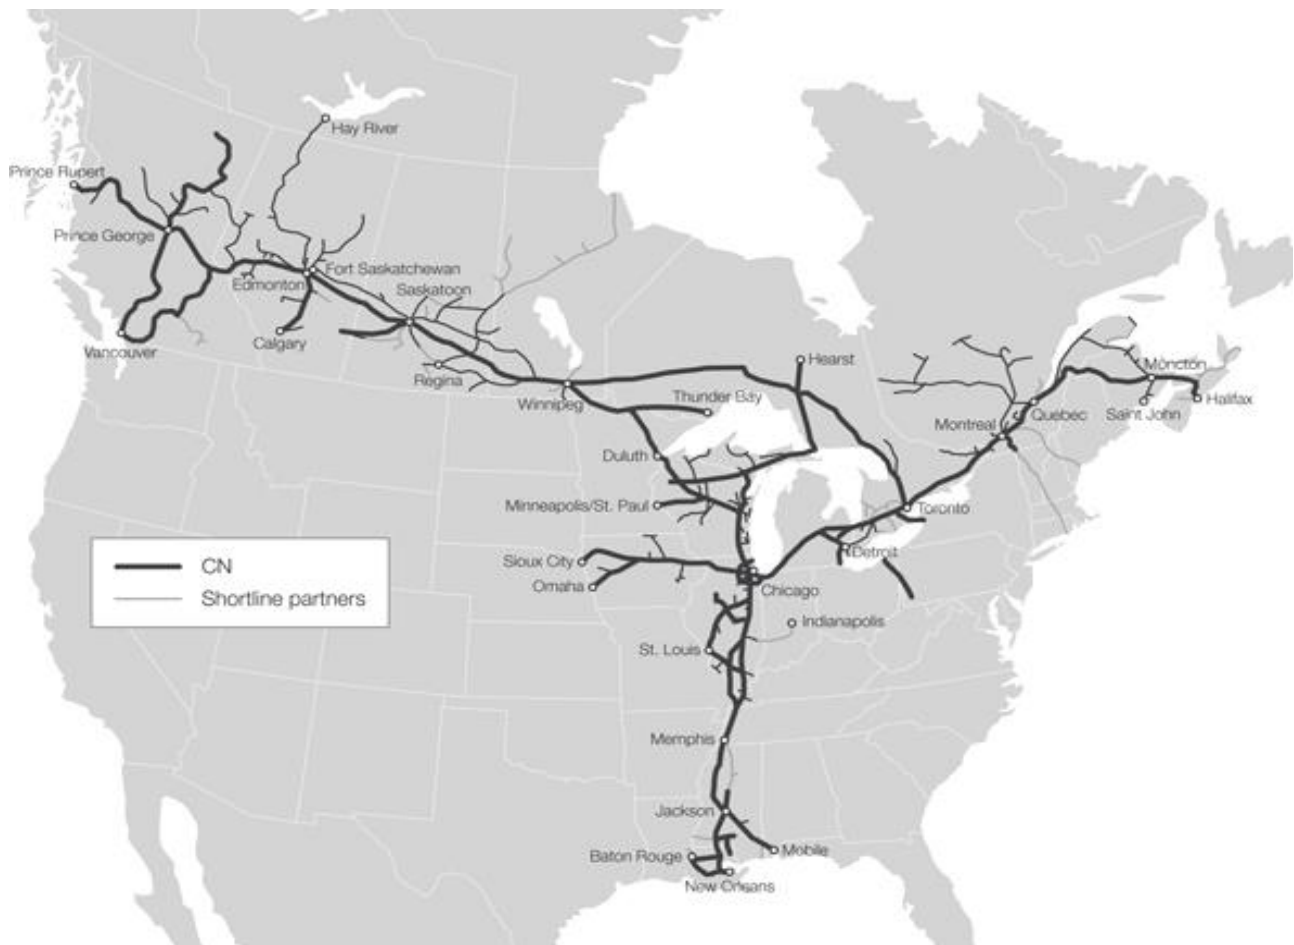 Hay River
Prince Rupert
Prince George
Fort Saskatchewan
Edmonton
Saskatoon
Vancouver
Calgary
Regina
Winnipeg
Hearst
Thunder Bay
Moncton
Halifax
Saint John
Quebec
Montreal
Duluth
Minneapolis/St. Paul
Toronto
Detroit
Sioux City
Omaha
Chicago
CN
Shortline partners
Indianapolis
St. Louis
Memphis
Jackson
Mobile
Baton Rouge
New Orleans